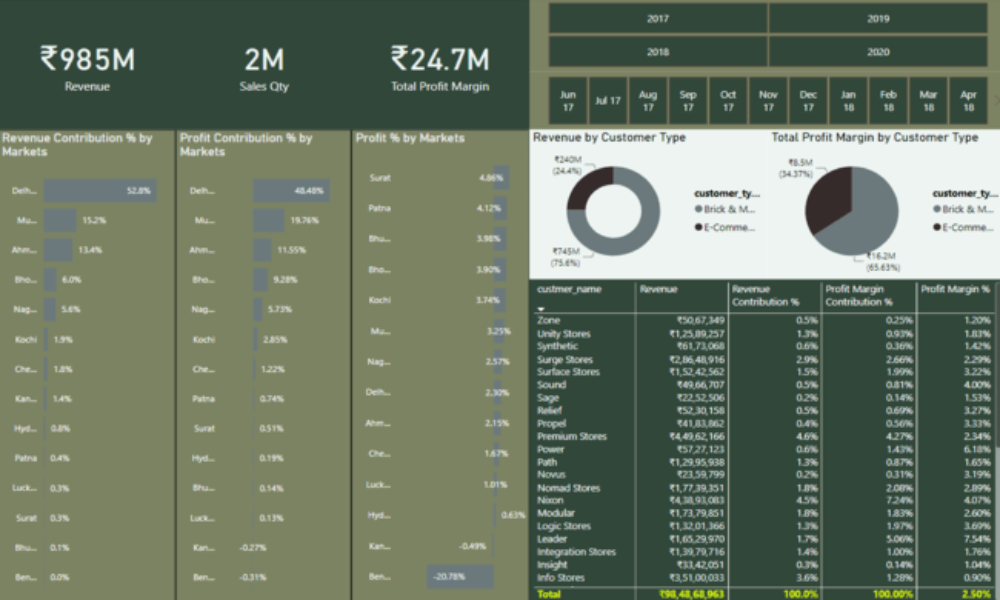 ₹985M
Revenue
2M
Sales Qty
₹24.7M
Total Profit Margin
2017
2019
2018
2020
Jun 17
Jul 17
Aug 17
Sep 17
Oct 17
Nov 17
Dec 17
Jan 18
Feb 18
Mar 18
Apr 18
Revenue Contribution % by
Markets
Delh... 52.8%
Mu... 15.2%
Ahm... 13.4%
Bho... 6.0%
Nag... 5.6%
Kochi 1.9%
Che... 1.8%
Kan... 1.4%
Hyd... 0.8%
Patna 0.4%
Luck... 0.3%
Surat 0.3%
Bhu... 0.1%
Ben... 0.0%
Profit Contribution % by
Markets
Delh... 48.48%
Mu... 19.76%
Ahm... 11.55%
Bho... 9.28%
Nag... 5.73%
Kochi 2.85%
Che... 1.22%
Patna 0.74%
Surat 0.51%
Hyd... 0.19%
Bhu... 0.14%
Luck... 0.13%
Kan... -0.27%
Ben... -0.31%
Profit % by Markets
Surat 4.86%
Patna 4.12%
Bhu... 3.98%
Bho... 3.90%
Kochi 3.74%
Mu... 3.25%
Nag... 2.57%
Delh... 2.30%
Ahm... 2.15%
Che... 1.67%
Luck... 1.01%
Hyd... 0.63%
Kan... -0.49%
Ben... -20.78%
Revenue by Customer Type
₹240M
(24.4%)
₹745M
(75.6%)
customer_ty...
Brick & M...
E-Comme...
Total Profit Margin by Customer Type
₹8.5M
(34.37%)
₹16.2M
(65.63%)
customer_ty...
Brick & M...
E-Comme...
custmer_name Revenue Revenue Contribution % Profit Margin Contribution % Profit Margin %
Zone ₹50,67,349 0.5% 0.25% 1.20%
Unity Stores ₹1,25,89,257 1.3% 0.93% 1.83%
Synthetic ₹61,73,068 0.6% 0.36% 1.42%
Surge Stores ₹2,86,48,916 2.9% 2.66% 2.29%
Surface Stores ₹1,52,42,562 1.5% 1.99% 3.22%
Sound ₹49,66,707 0.5% 0.81% 4.00%
Sage ₹22,52,506 0.2% 0.14% 1.53%
Relief ₹52,30,158 0.5% 0.69% 3.27%
Propel ₹41,83,862 0.4% 0.56% 3.33%
Premium Stores ₹4,49,62,166 4.6% 4.27% 2.34%
Power ₹57,27,123 0.6% 1.43% 6.18%
Path ₹1,29,95,938 1.3% 0.87% 1.65%
Novus ₹23,59,799 0.2% 0.31% 3.19%
Nomad Stores ₹1,77,39,351 1.8% 2.08% 2.89%
Nixon ₹4,38,93,083 4.5% 7.24% 4.07%
Modular ₹1,73,79,851 1.8% 1.83% 2.60%
Logic Stores ₹1,32,01,366 1.3% 1.97% 3.69%
Leader ₹1,65,29,970 1.7% 5.06% 7.54%
Integration Stores ₹1,39,79,716 1.4% 1.00% 1.76%
Insight ₹33,42,051 0.3% 0.14% 1.04%
Info Stores ₹3,51,00,033 3.6% 1.28% 0.90%
Total ₹98,48,68,963 100.0% 100.00% 2.50%